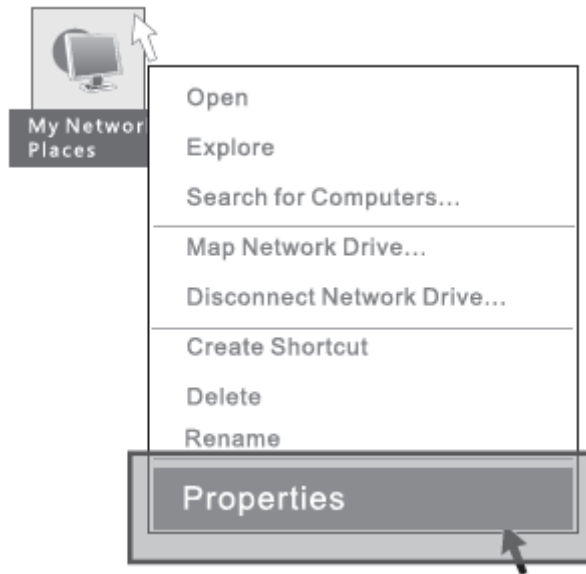 My Networ
Places
Open
Explore
Search for Computers...
Map Network Drive...
Disconnect Network Drive...
Create Shortcut
Delete
Rename
Properties